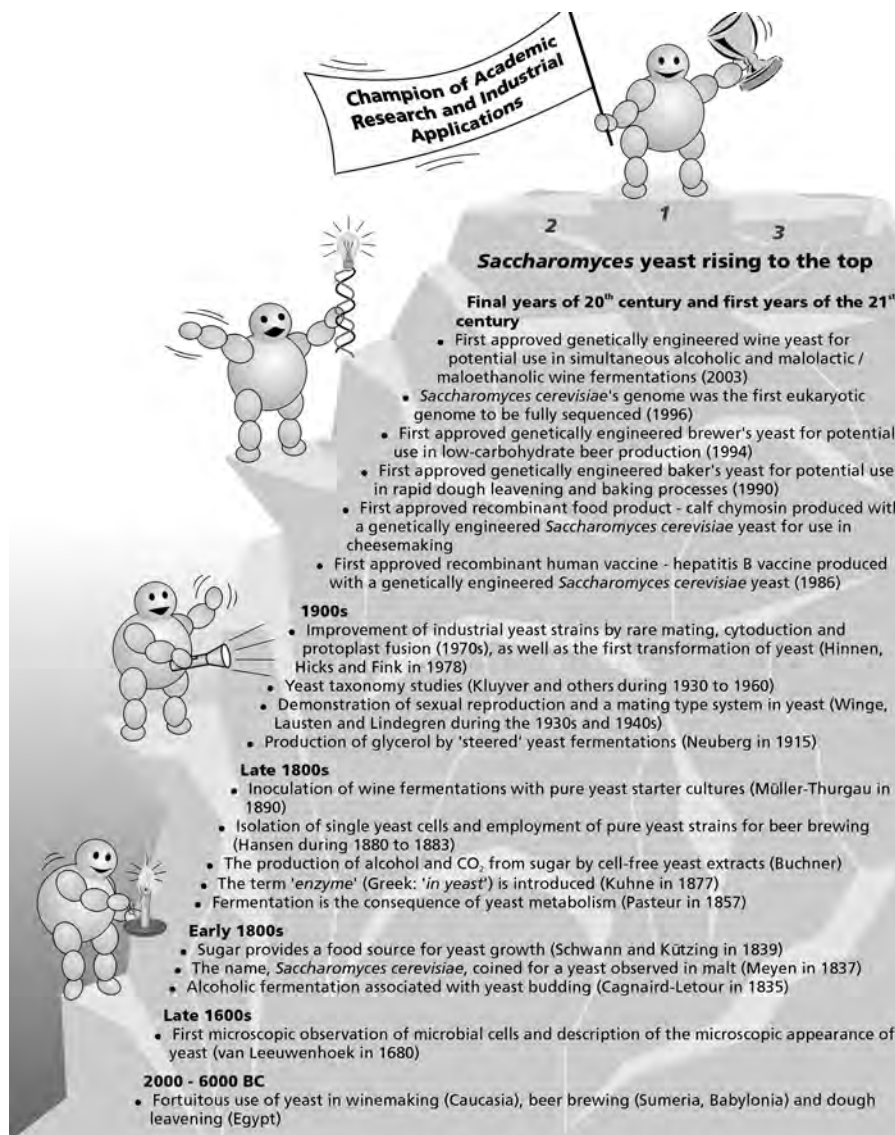 Champion of Academic
Research and Industrial
Applications
2 1 3
Saccharomyces yeast rising to the top
Final years of 20th century and first years of the 21st
century
• First approved genetically engineered wine yeast for
potential use in simultaneous alcoholic and malolactic /
maloethanolic wine fermentations (2003)
• Saccharomyces cerevisiae's genome was the first eukaryotic
genome to be fully sequenced (1996)
• First approved genetically engineered brewer's yeast for potential
use in low-carbohydrate beer production (1994)
• First approved genetically engineered baker's yeast for potential use
in rapid dough leavening and baking processes (1990)
• First approved recombinant food product - calf chymosin produced with
a genetically engineered Saccharomyces cerevisiae yeast for use in
cheesemaking
• First approved recombinant human vaccine - hepatitis B vaccine produced
with a genetically engineered Saccharomyces cerevisiae yeast (1986)
1900s
• Improvement of industrial yeast strains by rare mating, cytoduction and
protoplast fusion (1970s), as well as the first transformation of yeast (Hinnen,
Hicks and Fink in 1978)
• Yeast taxonomy studies (Kluyver and others during 1930 to 1960)
• Demonstration of sexual reproduction and a mating type system in yeast (Winge,
Lausten and Lindegren during the 1930s and 1940s)
• Production of glycerol by 'steered' yeast fermentations (Neuberg in 1915)
Late 1800s
• Inoculation of wine fermentations with pure yeast starter cultures (Müller-Thurgau in
1890)
• Isolation of single yeast cells and employment of pure yeast strains for beer brewing
(Hansen during 1880 to 1883)
• The production of alcohol and CO₂ from sugar by cell-free yeast extracts (Buchner)
• The term 'enzyme' (Greek: 'in yeast') is introduced (Kuhne in 1877)
• Fermentation is the consequence of yeast metabolism (Pasteur in 1857)
Early 1800s
• Sugar provides a food source for yeast growth (Schwann and Kützing in 1839)
• The name, Saccharomyces cerevisiae, coined for a yeast observed in malt (Meyen in 1837)
• Alcoholic fermentation associated with yeast budding (Cagnaird-Letour in 1835)
Late 1600s
• First microscopic observation of microbial cells and description of the microscopic appearance of
yeast (van Leeuwenhoek in 1680)
2000 - 6000 BC
• Fortuitous use of yeast in winemaking (Caucasia), beer brewing (Sumeria, Babylonia) and dough
leavening (Egypt)